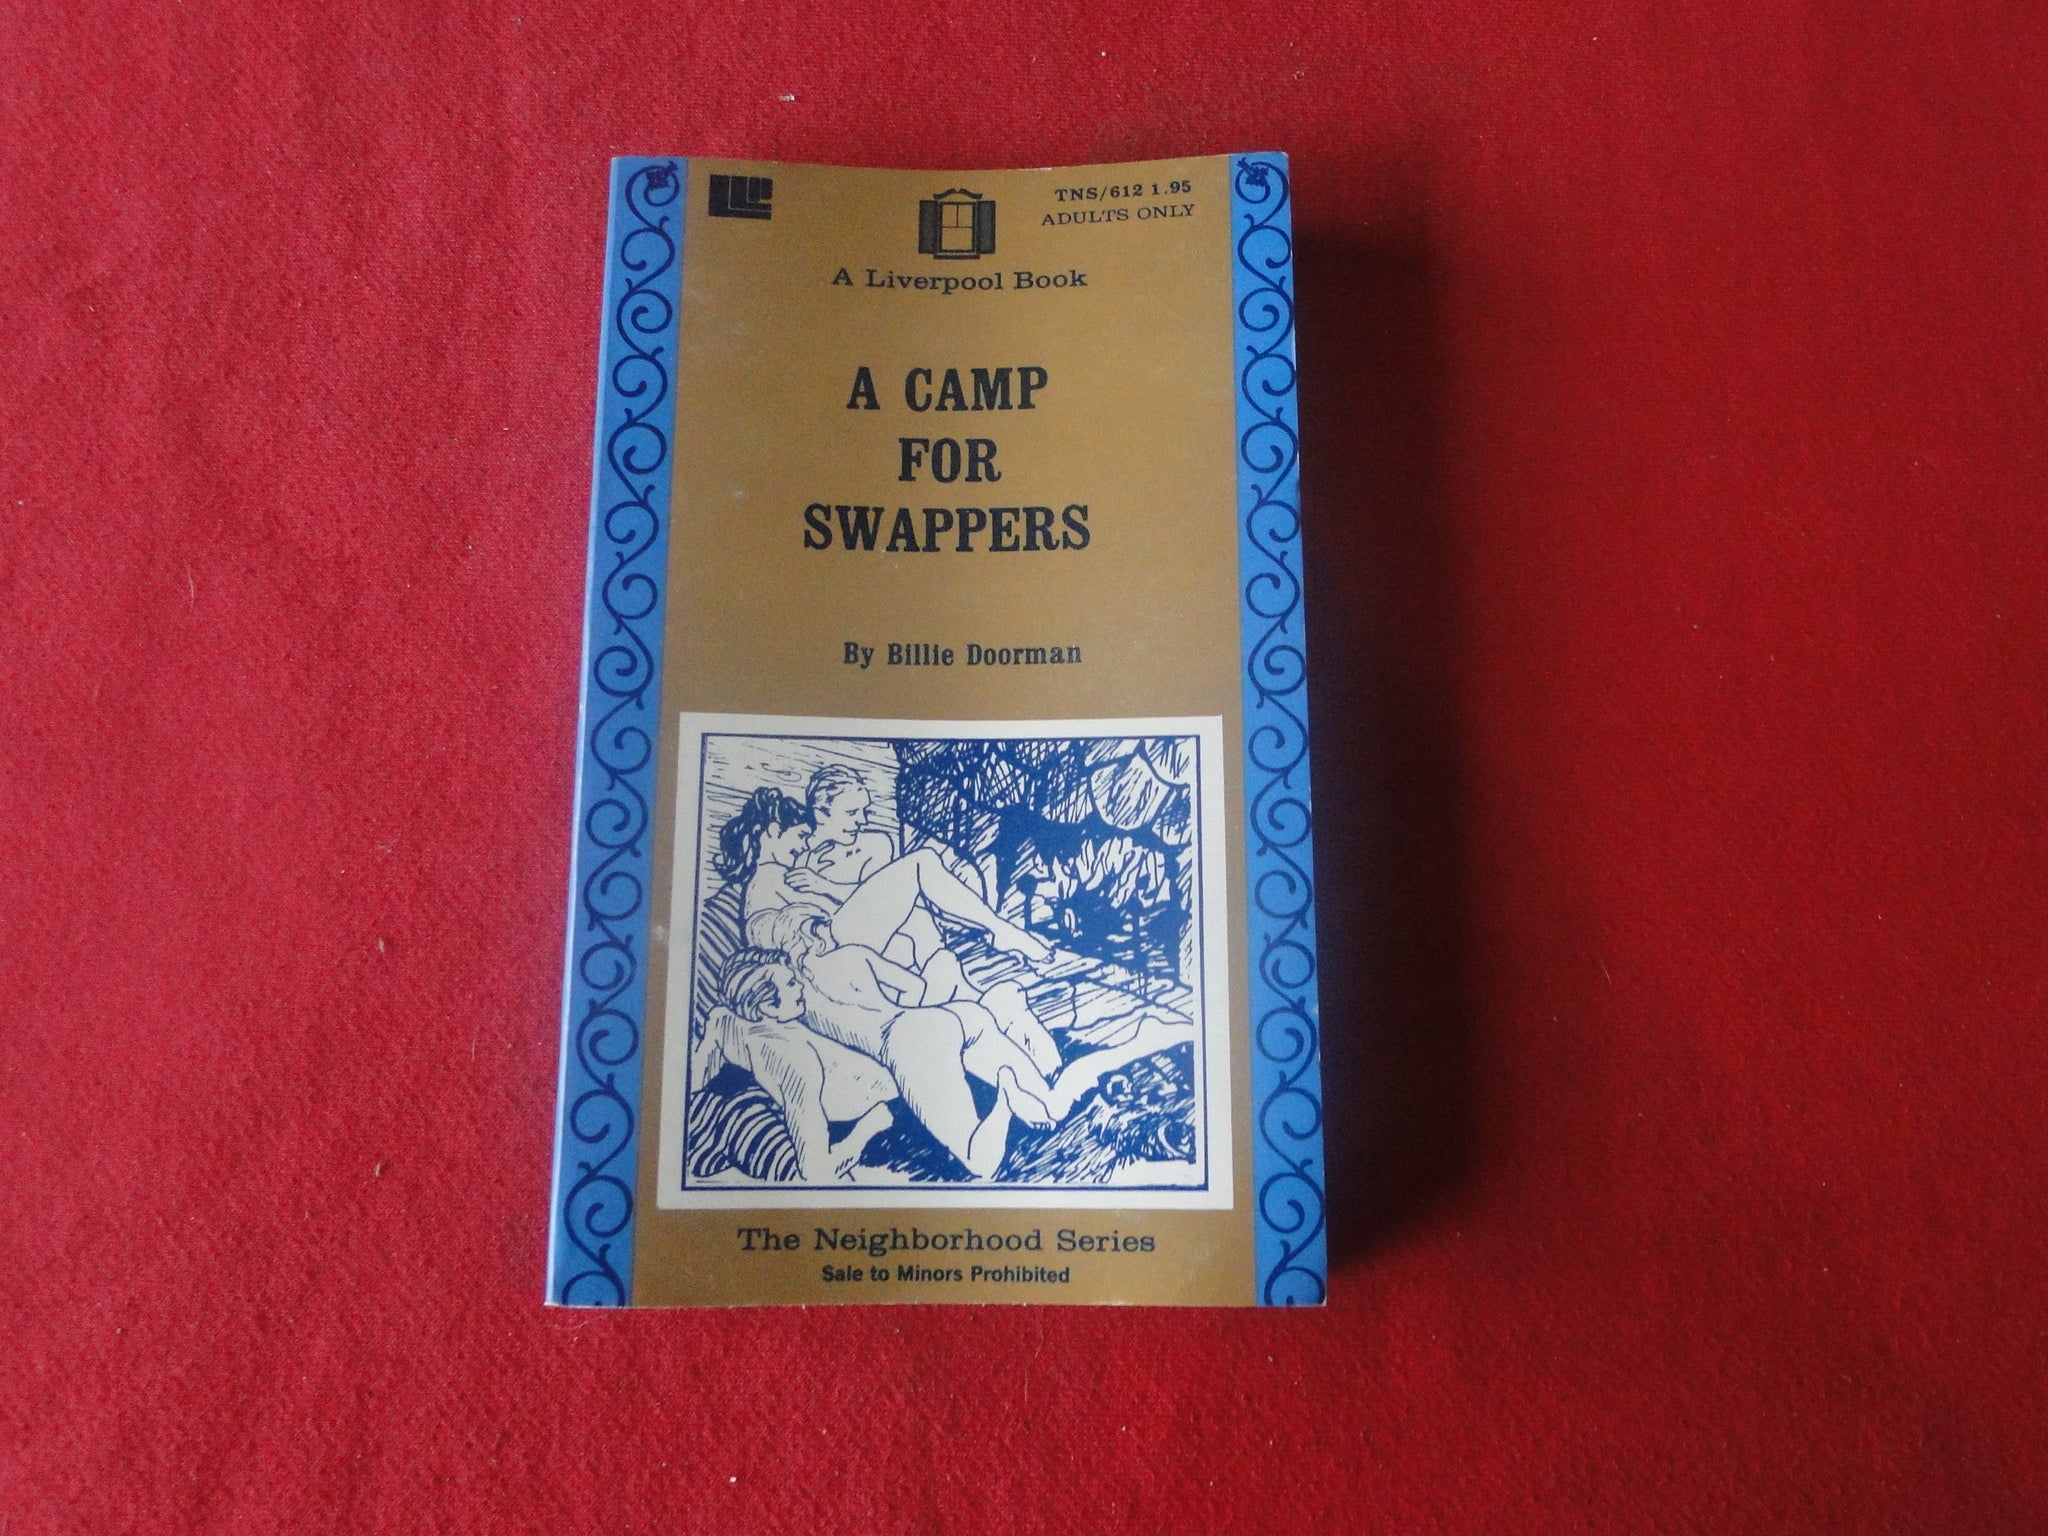 LLP
TNS/612 1.95
ADULTS ONLY
A Liverpool Book
A CAMP
FOR
SWAPPERS
By Billie Doorman
The Neighborhood Series
Sale to Minors Prohibited